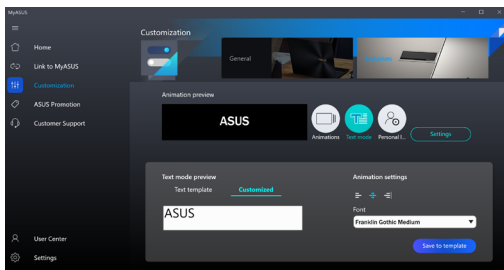 MyASUS
Customization
Home
Link to MyASUS
Customization
ASUS Promotion
Customer Support
User Center
Settings
General
Animation preview
ASUS
Animations
Text mode
Personal I...
Settings
Text mode preview
Text template
Customized
ASUS
Animation settings
Font
Franklin Gothic Medium
Save to template